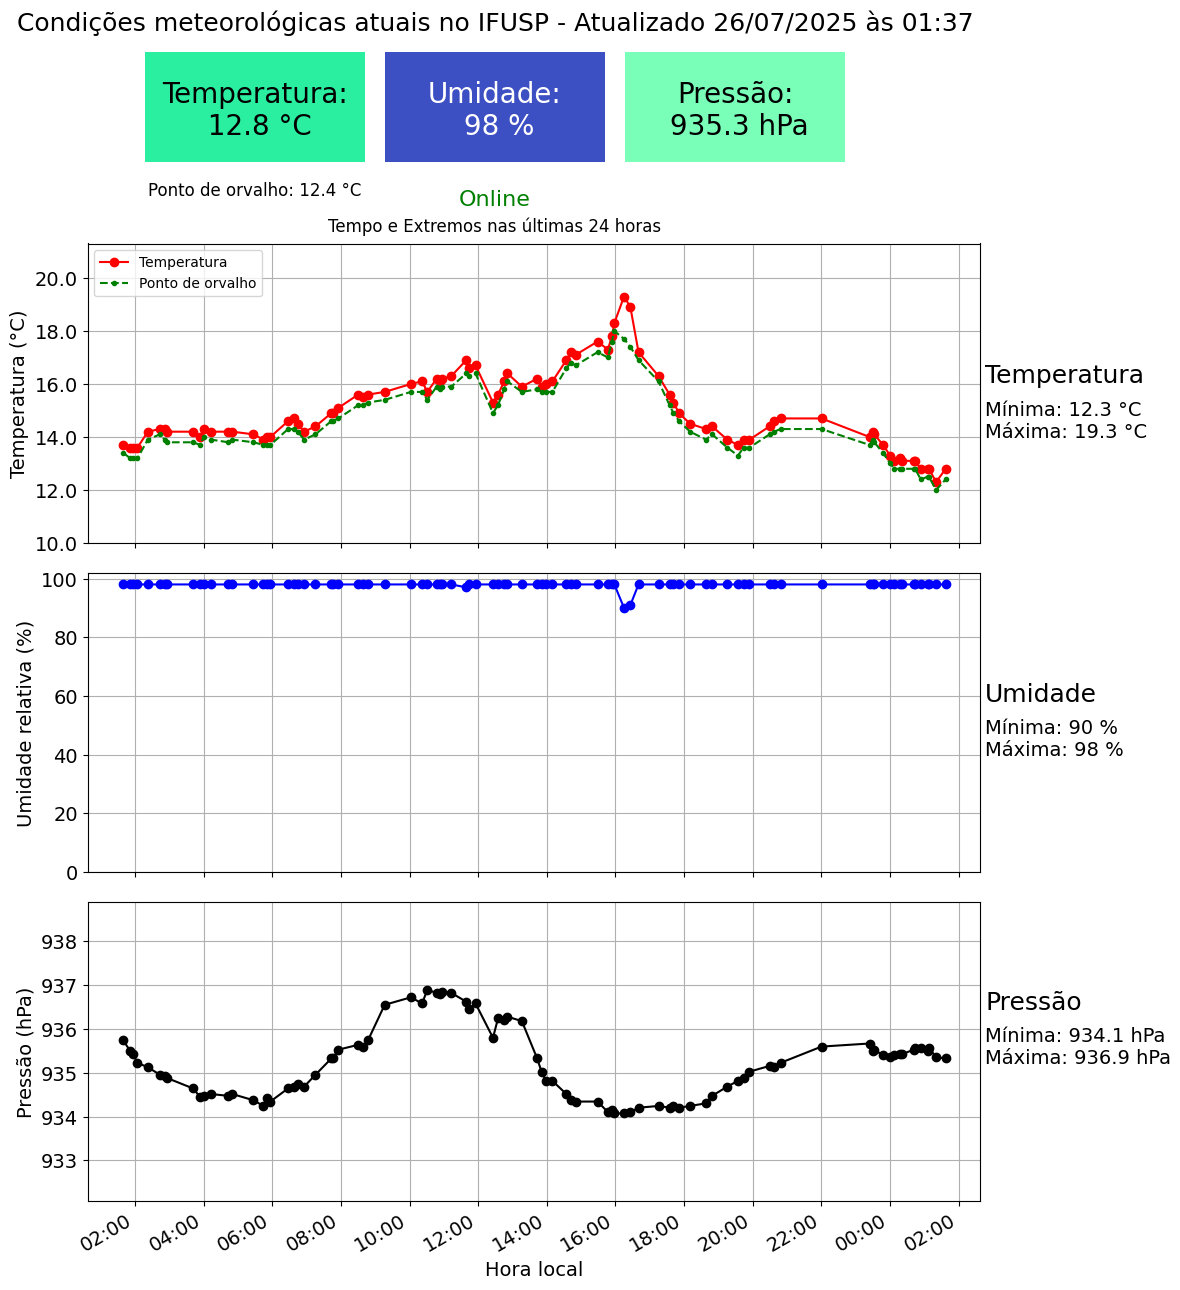 Condições meteorológicas atuais no IFUSP - Atualizado 26/07/2025 às 01:37
Temperatura:
12.8 °C
Umidade:
98 %
Pressão:
935.3 hPa
Ponto de orvalho: 12.4 °C
Online
Tempo e Extremos nas últimas 24 horas
Temperatura
Ponto de orvalho
Temperatura (°C)
20.0
18.0
16.0
14.0
12.0
10.0
Temperatura
Mínima: 12.3 °C
Máxima: 19.3 °C
Umidade relativa (%)
100
80
60
40
20
0
Umidade
Mínima: 90 %
Máxima: 98 %
Pressão (hPa)
938
937
936
935
934
933
Pressão
Mínima: 934.1 hPa
Máxima: 936.9 hPa
02:00 04:00 06:00 08:00 10:00 12:00 14:00 16:00 18:00 20:00 22:00 00:00 02:00
Hora local